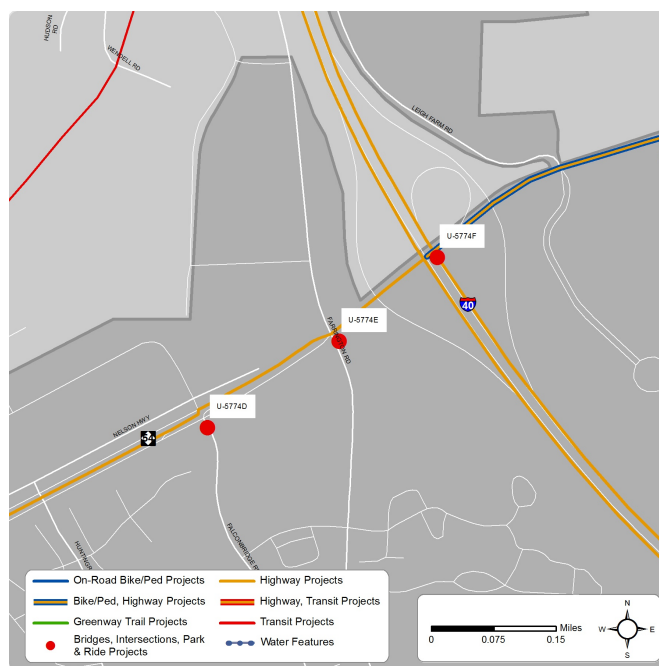 HUDSON
RD
WENDELL RD
LEIGH FARM RD
U-5774F
40
U-5774E
FARRINGTON RD
U-5774D
NELSON HWY
54
FALCONBRIDGE R
HUNTINGR
On-Road Bike/Ped Projects
Highway Projects
Bike/Ped, Highway Projects
Highway, Transit Projects
Greenway Trail Projects
Transit Projects
Bridges, Intersections, Park
& Ride Projects
Water Features
Miles
0 0.075 0.15
N
W E
S